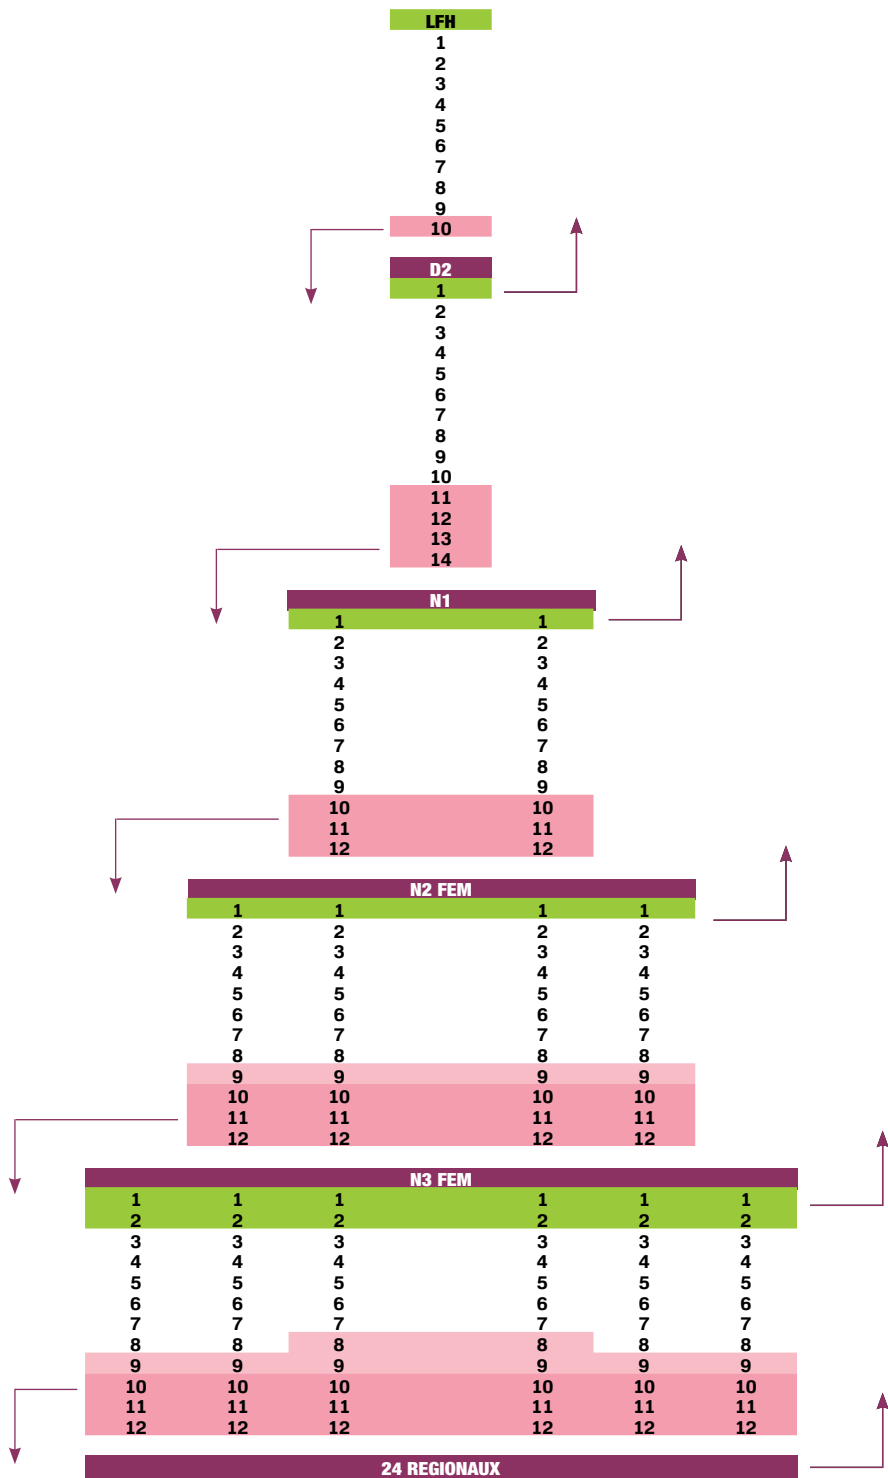 LFH
1
2
3
4
5
6
7
8
9
10
D2
1
2
3
4
5
6
7
8
9
10
11
12
13
14
N1
1 1
2 2
3 3
4 4
5 5
6 6
7 7
8 8
9 9
10 10
11 11
12 12
N2 FEM
1 1 1 1
2 2 2 2
3 3 3 3
4 4 4 4
5 5 5 5
6 6 6 6
7 7 7 7
8 8 8 8
9 9 9 9
10 10 10 10
11 11 11 11
12 12 12 12
N3 FEM
1 1 1 1 1 1
2 2 2 2 2 2
3 3 3 3 3 3
4 4 4 4 4 4
5 5 5 5 5 5
6 6 6 6 6 6
7 7 7 7 7 7
8 8 8 8 8 8
9 9 9 9 9 9
10 10 10 10 10 10
11 11 11 11 11 11
12 12 12 12 12 12
24 REGIONAUX